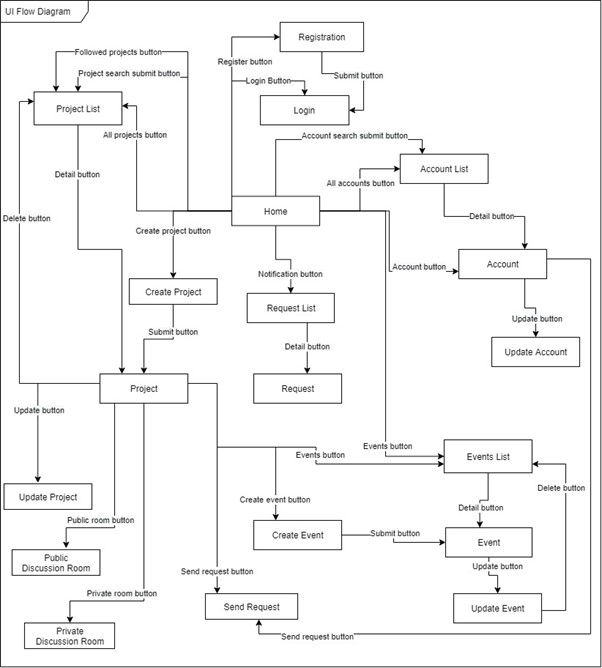 UI Flow Diagram
Registration
Followed projects button
Register button
Project search submit button
Submit button
Login Button
Project List
Login
All projects button
Account search submit button
Account List
Detail button
All accounts button
Delete button
Home
Detail button
Create project button
Account
Account button
Notification button
Create Project
Request List
Update button
Submit button
Detail button
Update Account
Project
Request
Update button
Events button
Events button
Events List
Update Project
Delete button
Create event button
Detail button
Public room button
Create Event
Submit button
Event
Public
Discussion Room
Update button
Send request button
Private room button
Send Request
Update Event
Private
Discussion Room
Send request button